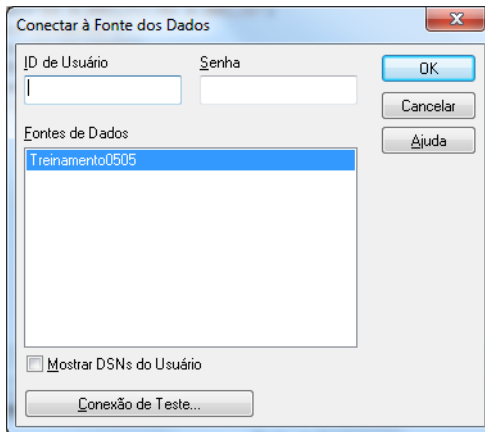 Conectar à Fonte dos Dados
ID de Usuário
Senha
OK
Cancelar
Ajuda
Fontes de Dados
Treinamento0505
Mostrar DSNs do Usuário
Conexão de Teste...